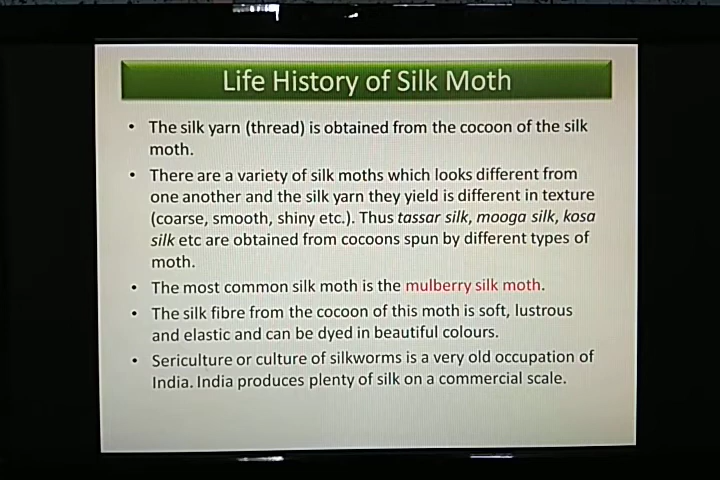 Life History of Silk Moth
• The silk yarn (thread) is obtained from the cocoon of the silk
moth.
• There are a variety of silk moths which looks different from
one another and the silk yarn they yield is different in texture
(coarse, smooth, shiny etc.). Thus tassar silk, mooga silk, kosa
silk etc are obtained from cocoons spun by different types of
moth.
• The most common silk moth is the mulberry silk moth.
• The silk fibre from the cocoon of this moth is soft, lustrous
and elastic and can be dyed in beautiful colours.
• Sericulture or culture of silkworms is a very old occupation of
India. India produces plenty of silk on a commercial scale.